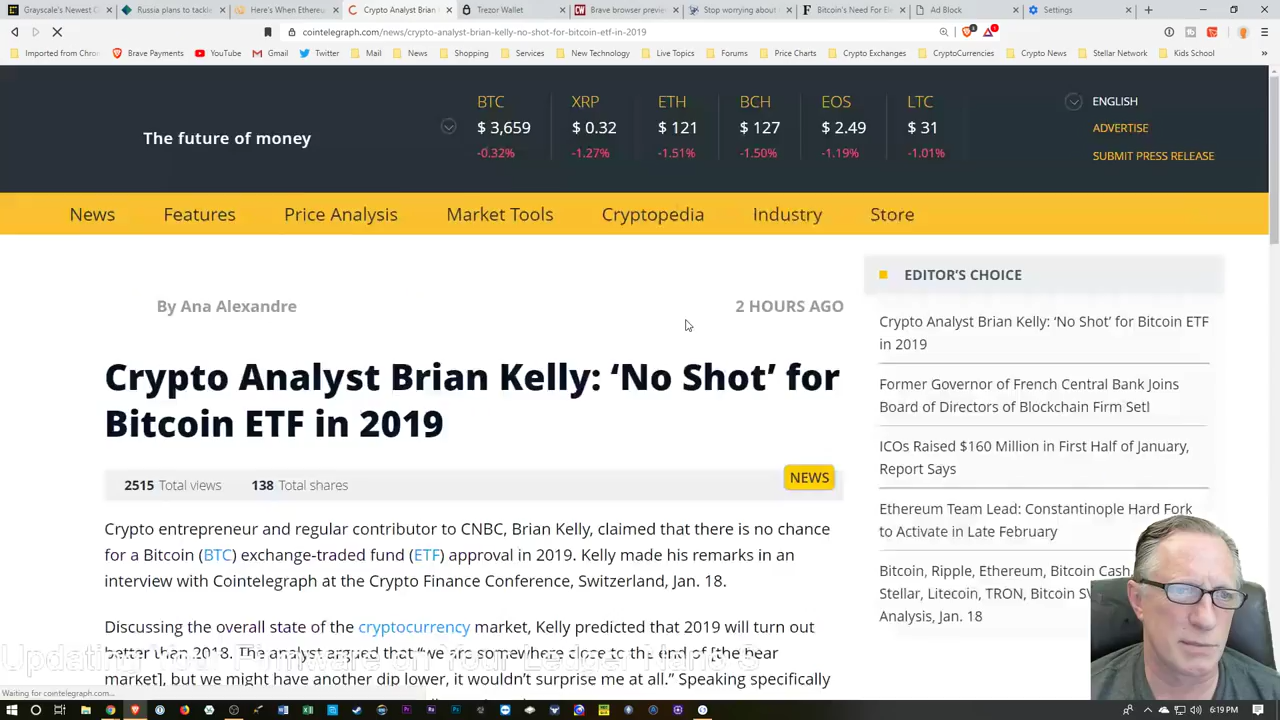 Grayscale's Newest C
Russia plans to tackle
Here's When Ethereu
Crypto Analyst Brian
Trezor Wallet
Brave browser previe
Stop worrying about
Bitcoin's Need For Ele
Ad Block
Settings
cointelegraph.com/news/crypto-analyst-brian-kelly-no-shot-for-bitcoin-etf-in-2019
Imported from Chro Brave Payments YouTube Gmail Twitter Mail News Shopping Services New Technology Live Topics Forums Price Charts Crypto Exchanges CryptoCurrencies Crypto News Stellar Network Kids School
The future of money
BTC XRP ETH BCH EOS LTC
$ 3,659 $ 0.32 $ 121 $ 127 $ 2.49 $ 31
-0.32% -1.27% -1.51% -1.50% -1.19% -1.01%
ENGLISH
ADVERTISE
SUBMIT PRESS RELEASE
News Features Price Analysis Market Tools Cryptopedia Industry Store
By Ana Alexandre 2 HOURS AGO
Crypto Analyst Brian Kelly: ‘No Shot’ for
Bitcoin ETF in 2019
2515 Total views 138 Total shares NEWS
Crypto entrepreneur and regular contributor to CNBC, Brian Kelly, claimed that there is no chance
for a Bitcoin (BTC) exchange-traded fund (ETF) approval in 2019. Kelly made his remarks in an
interview with Cointelegraph at the Crypto Finance Conference, Switzerland, Jan. 18.
Discussing the overall state of the cryptocurrency market, Kelly predicted that 2019 will turn out
better than 2018. The analyst argued that “we are somewhere close to the end of [the bear
market], but we might have another dip lower, it wouldn’t surprise me at all.” Speaking specifically
EDITOR’S CHOICE
Crypto Analyst Brian Kelly: ‘No Shot’ for Bitcoin ETF
in 2019
Former Governor of French Central Bank Joins
Board of Directors of Blockchain Firm Setl
ICOs Raised $160 Million in First Half of January,
Report Says
Ethereum Team Lead: Constantinople Hard Fork
to Activate in Late February
Bitcoin, Ripple, Ethereum, Bitcoin Cash,
Stellar, Litecoin, TRON, Bitcoin SV
Analysis, Jan. 18
Updating Your Firmware on Your Ledger Nano S
Waiting for cointelegraph.com...
6:19 PM